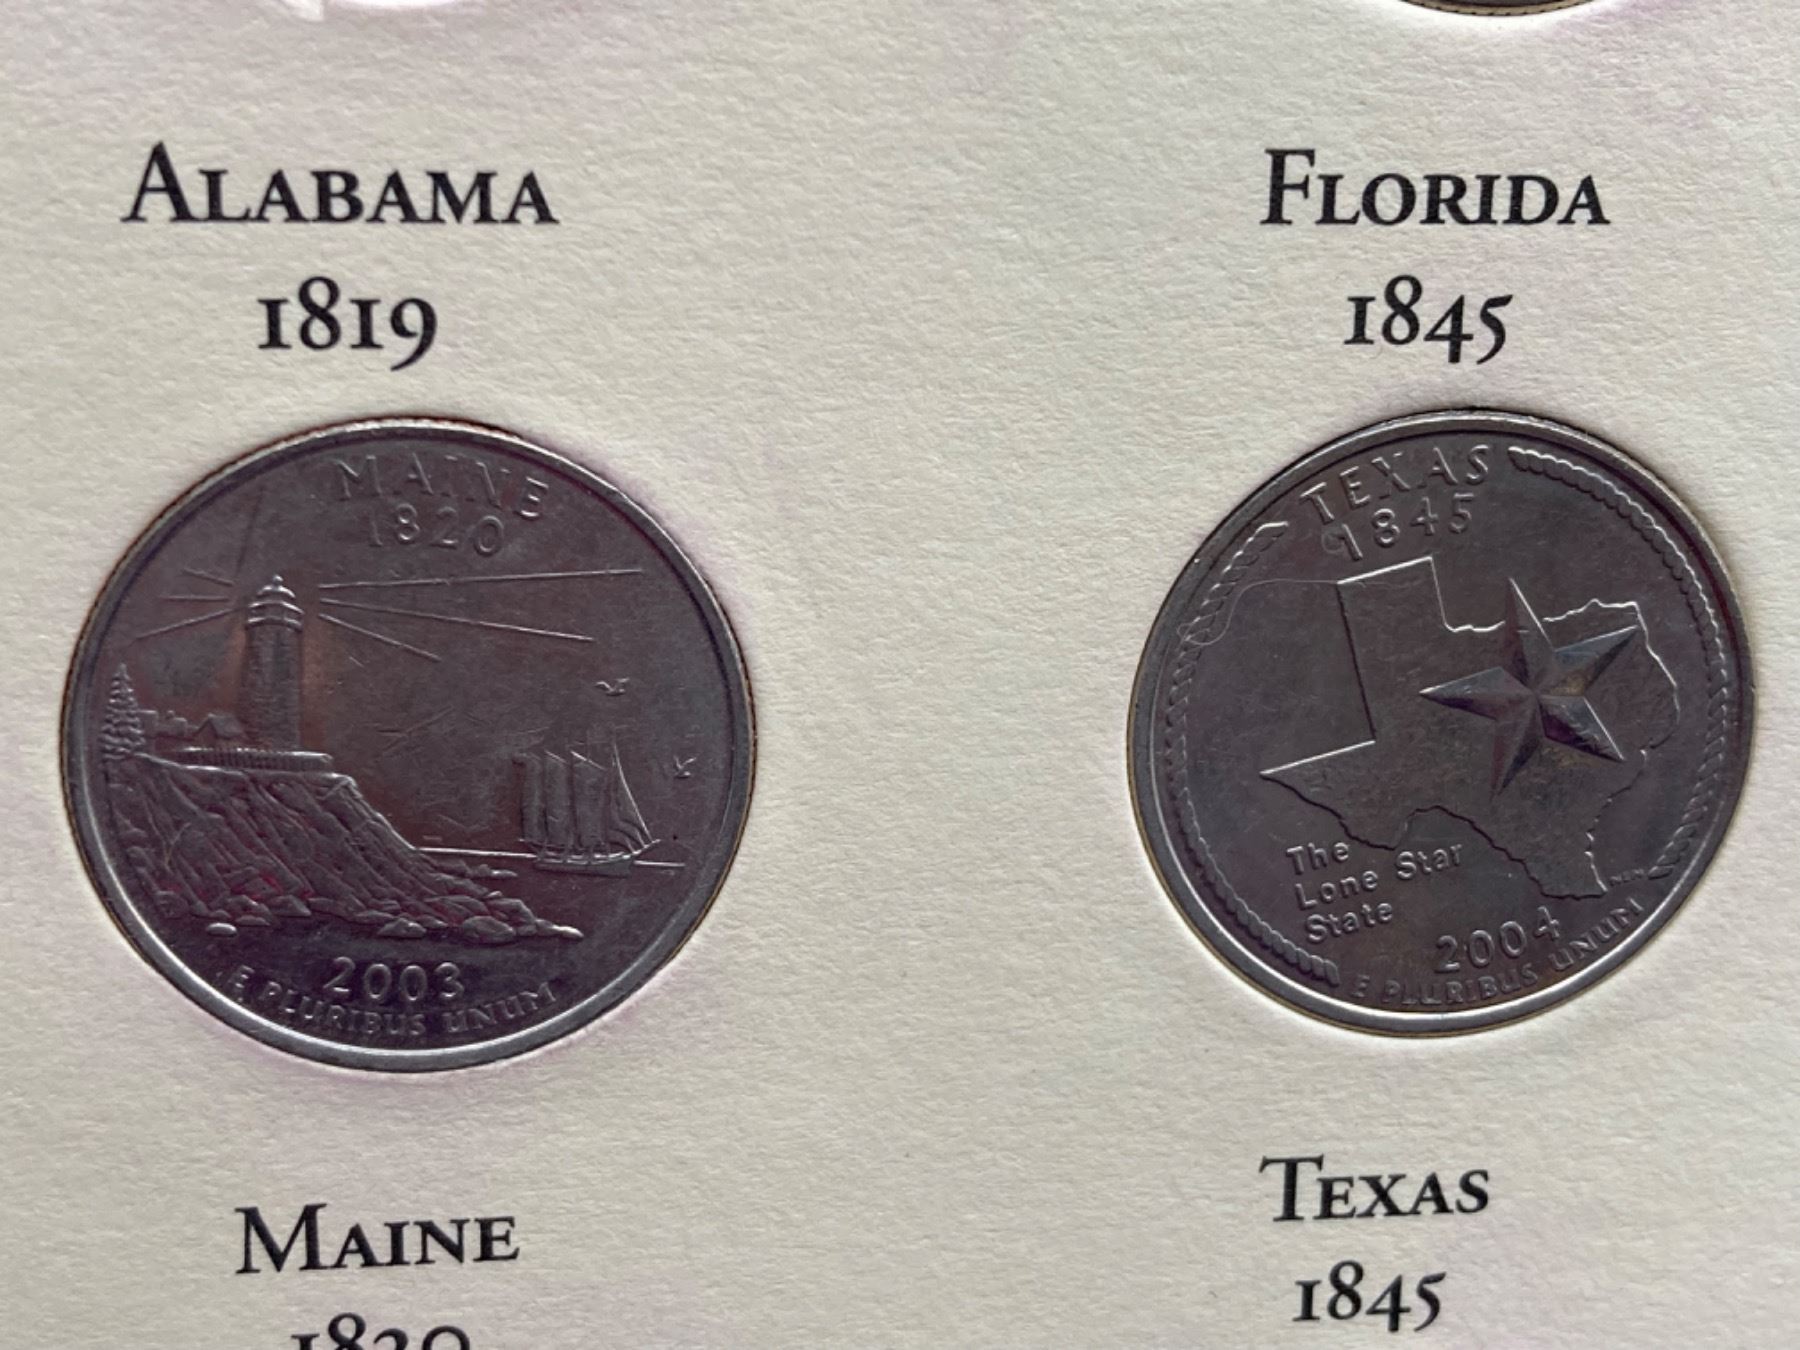 Alabama
1819
Florida
1845
MAINE
1820
2003
E PLURIBUS UNUM
TEXAS
1845
The
Lone Star
State
2004
E PLURIBUS UNUM
Maine
1820
Texas
1845